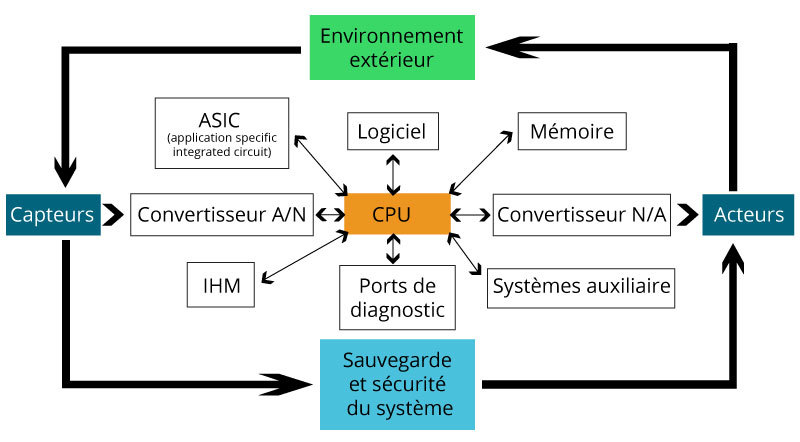 Environnement
extérieur
ASIC
(application specific
integrated circuit)
Logiciel
Mémoire
Capteurs
Convertisseur A/N
CPU
Convertisseur N/A
Acteurs
IHM
Ports de
diagnostic
Systèmes auxiliaire
Sauvegarde
et sécurité
du système